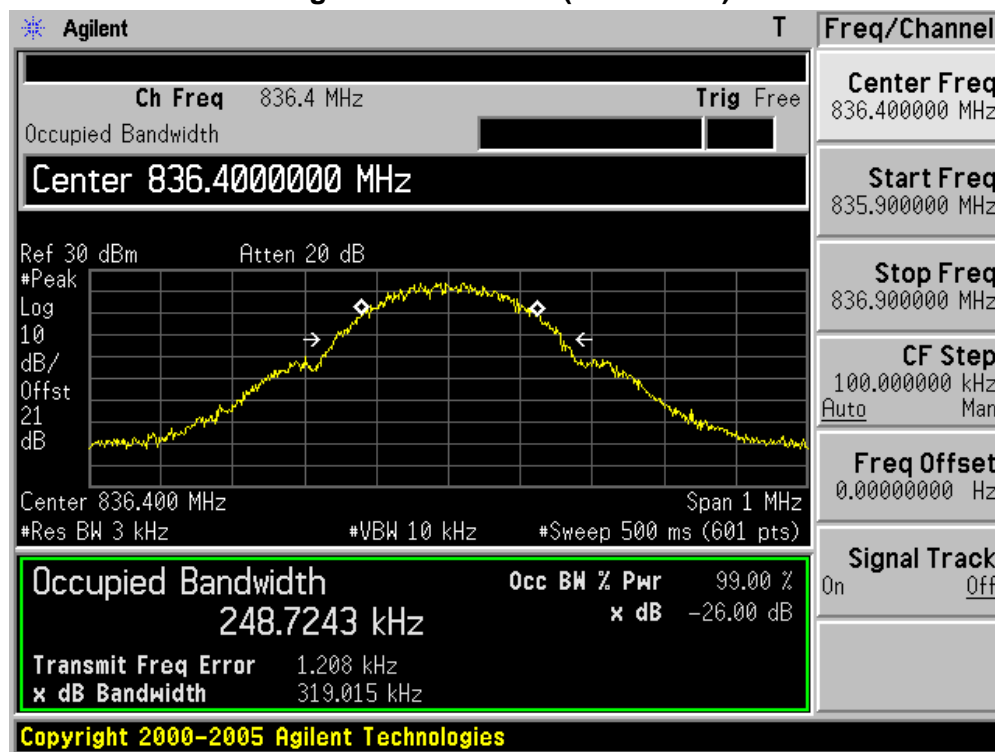 Agilent T Freq/Channel
Ch Freq 836.4 MHz Trig Free
Occupied Bandwidth
Center 836.4000000 MHz
Ref 30 dBm Atten 20 dB
#Peak
Log
10
dB/
Offst
21
dB
Center 836.400 MHz Span 1 MHz
#Res BW 3 kHz #VBW 10 kHz #Sweep 500 ms (601 pts)
Occupied Bandwidth Occ BW % Pwr 99.00 %
248.7243 kHz x dB -26.00 dB
Transmit Freq Error 1.208 kHz
x dB Bandwidth 319.015 kHz
Copyright 2000-2005 Agilent Technologies
Center Freq
836.400000 MHz
Start Freq
835.900000 MHz
Stop Freq
836.900000 MHz
CF Step
100.000000 kHz
Auto Man
Freq Offset
0.00000000 Hz
Signal Track
On Off